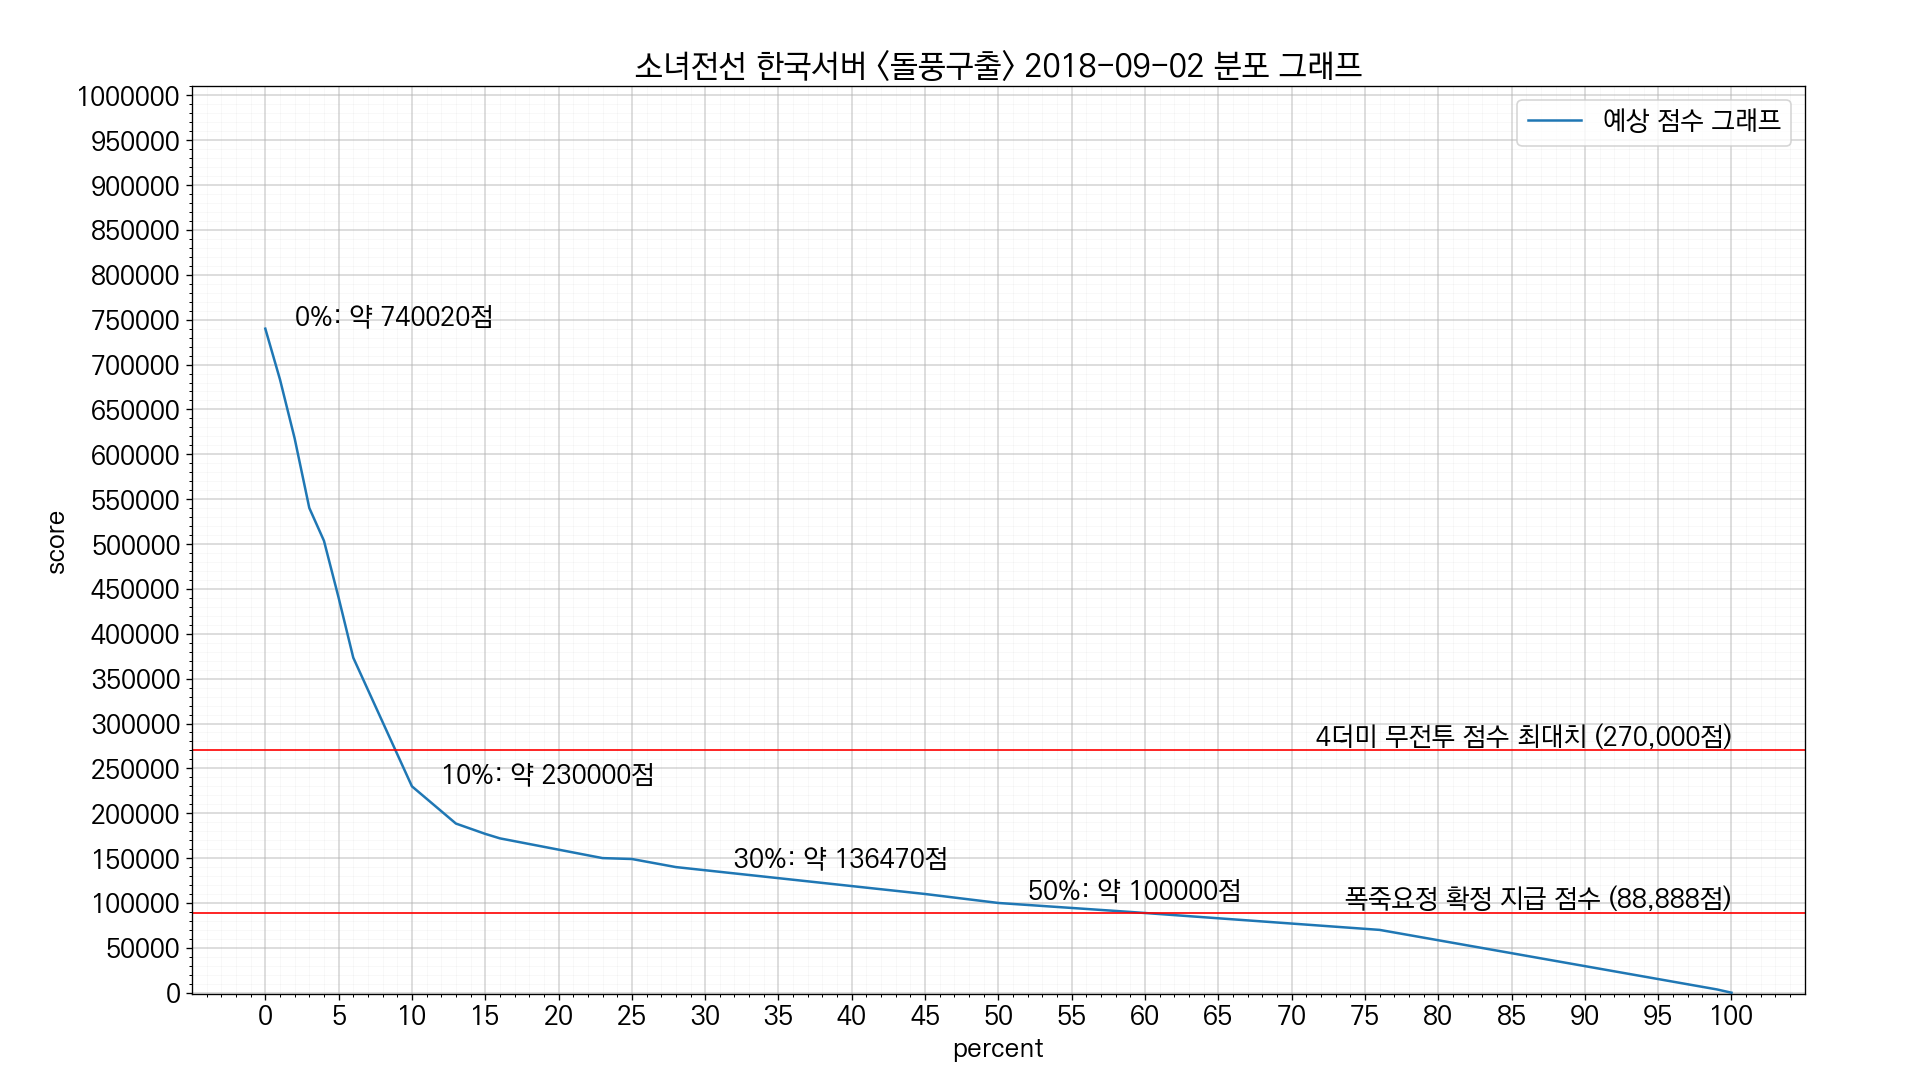 소녀전선 한국서버 <돌풍구출> 2018-09-02 분포 그래프
예상 점수 그래프
score
1000000
950000
900000
850000
800000
750000
700000
650000
600000
550000
500000
450000
400000
350000
300000
250000
200000
150000
100000
50000
0
0%: 약 740020점
10%: 약 230000점
30%: 약 136470점
50%: 약 100000점
4더미 무전투 점수 최대치 (270,000점)
폭죽요정 확정 지급 점수 (88,888점)
0 5 10 15 20 25 30 35 40 45 50 55 60 65 70 75 80 85 90 95 100
percent